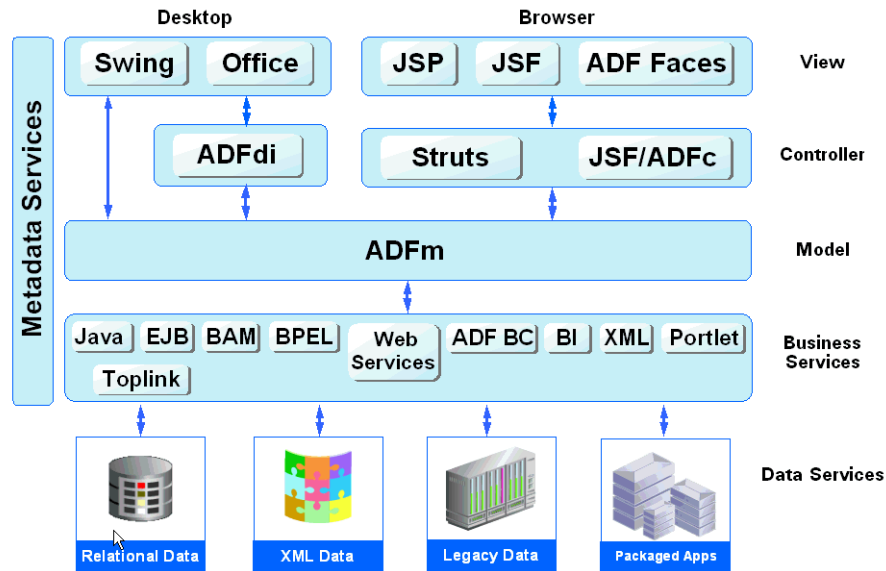 Desktop
Browser
Metadata Services
Swing
Office
JSP
JSF
ADF Faces
View
ADFdi
Struts
JSF/ADFc
Controller
ADFm
Model
Java
EJB
BAM
BPEL
Web
Services
ADF BC
BI
XML
Portlet
Toplink
Business
Services
Data Services
Relational Data
XML Data
Legacy Data
Packaged Apps